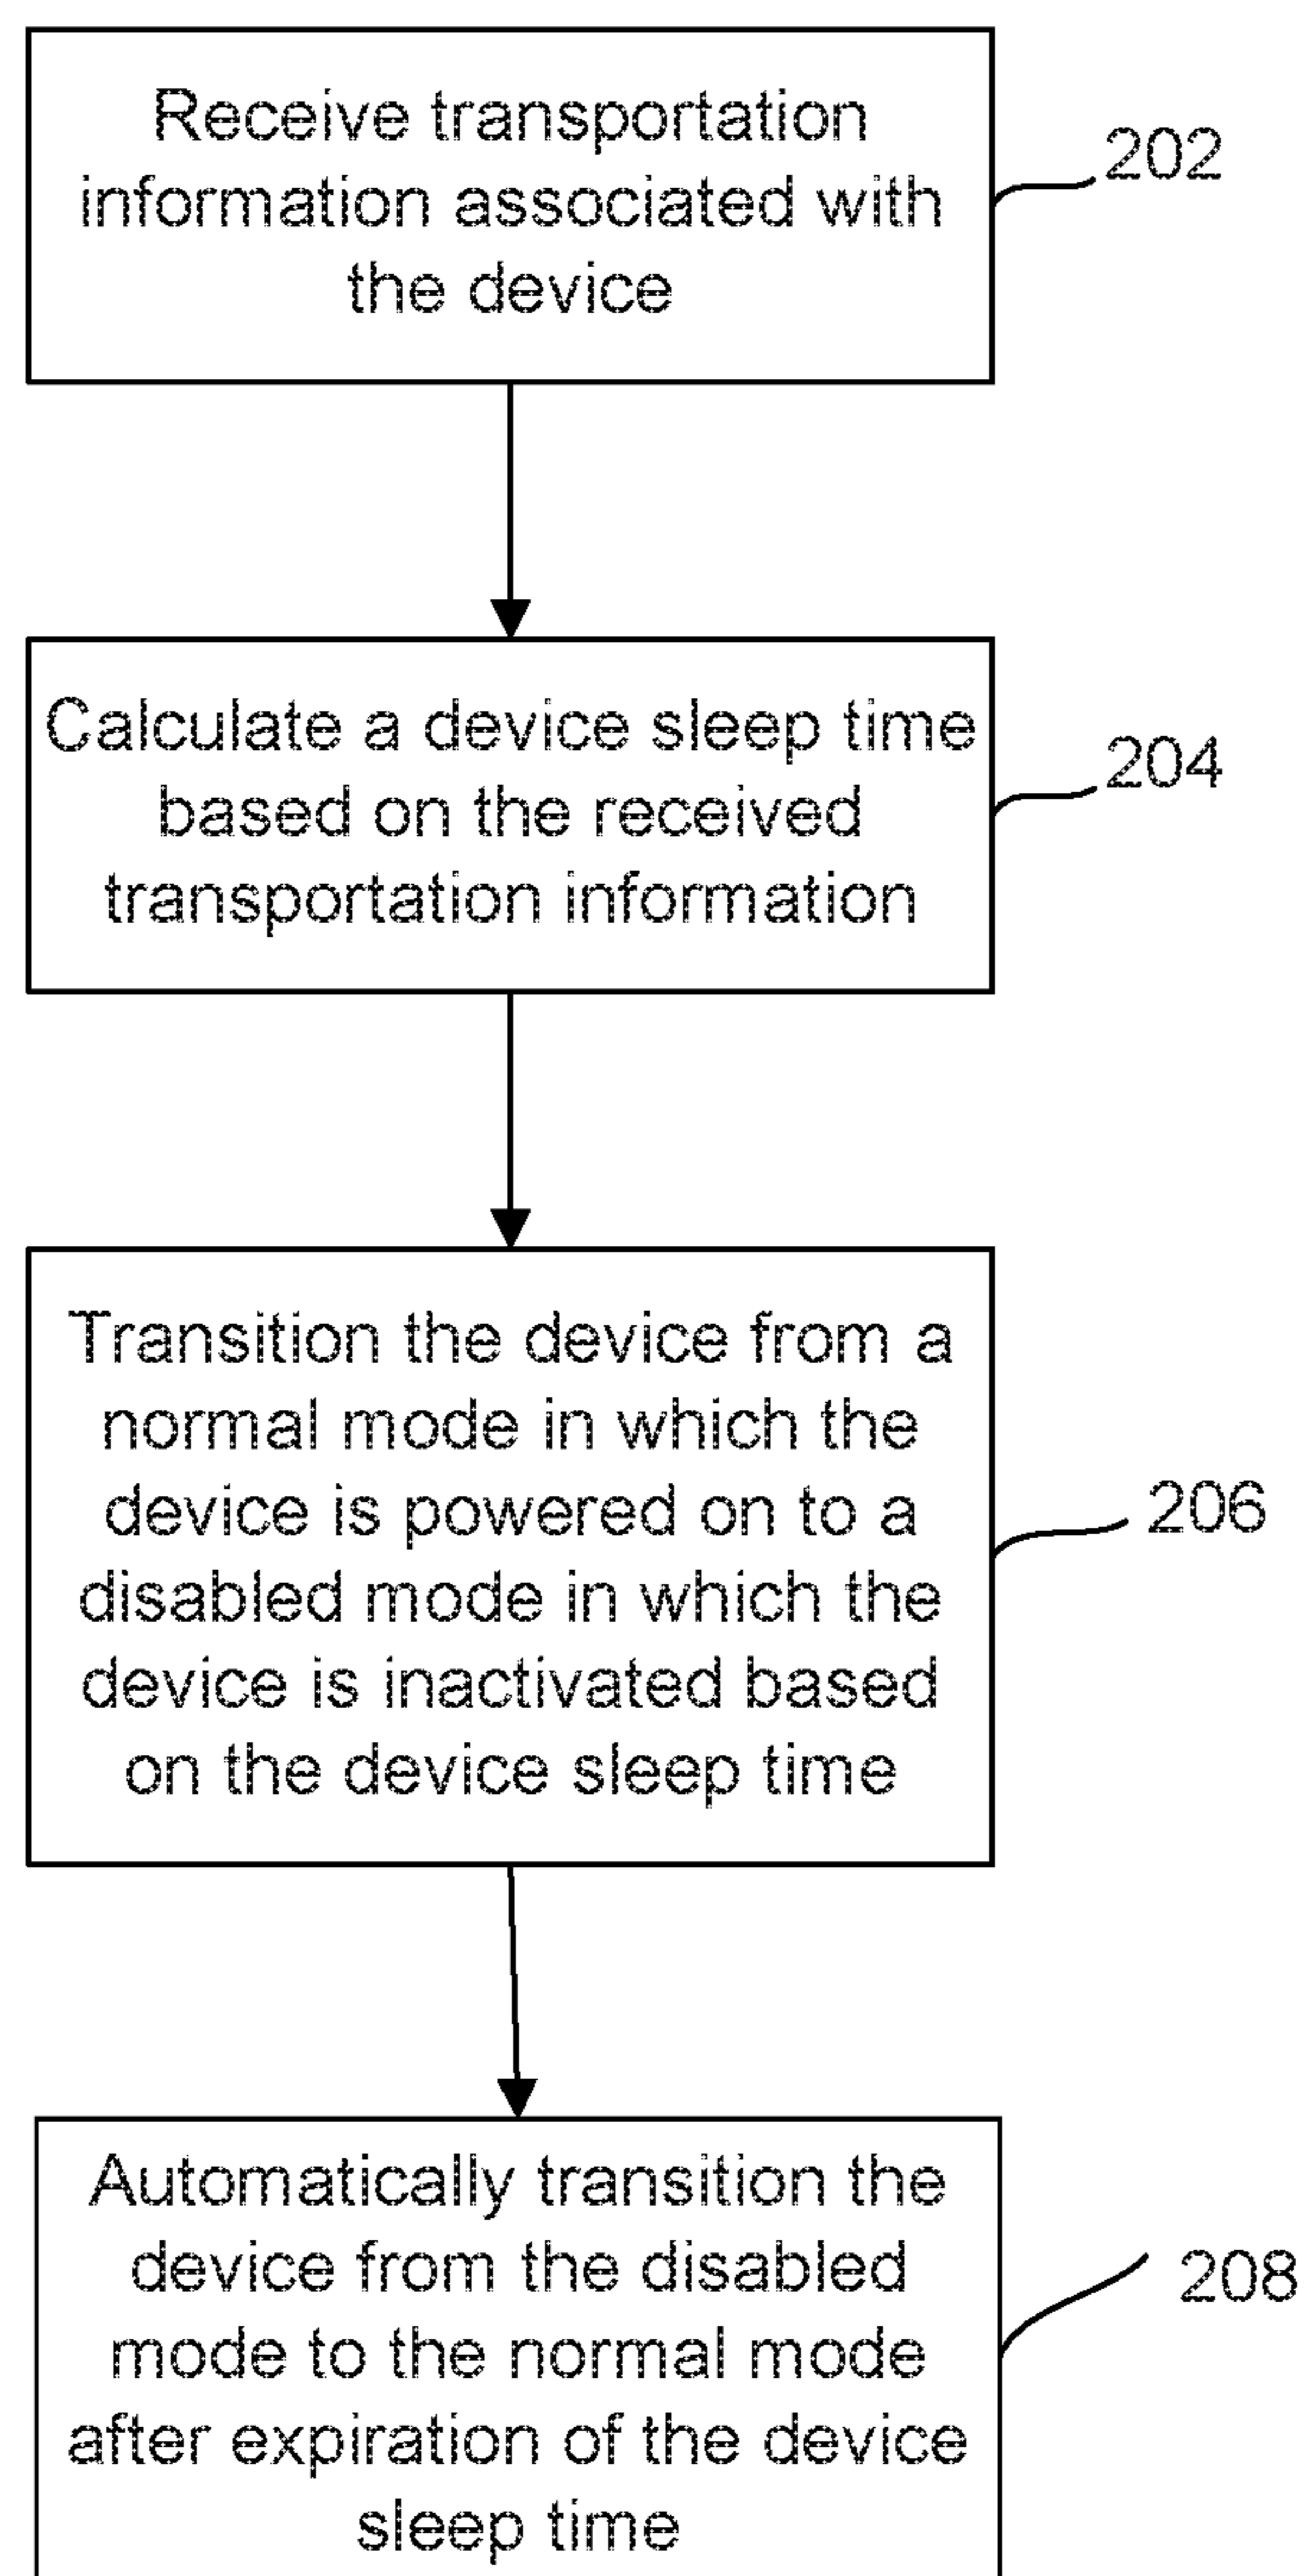 Receive transportation
information associated with
the device
202
Calculate a device sleep time
based on the received
transportation information
204
Transition the device from a
normal mode in which the
device is powered on to a
disabled mode in which the
device is inactivated based
on the device sleep time
206
Automatically transition the
device from the disabled
mode to the normal mode
after expiration of the device
sleep time
208